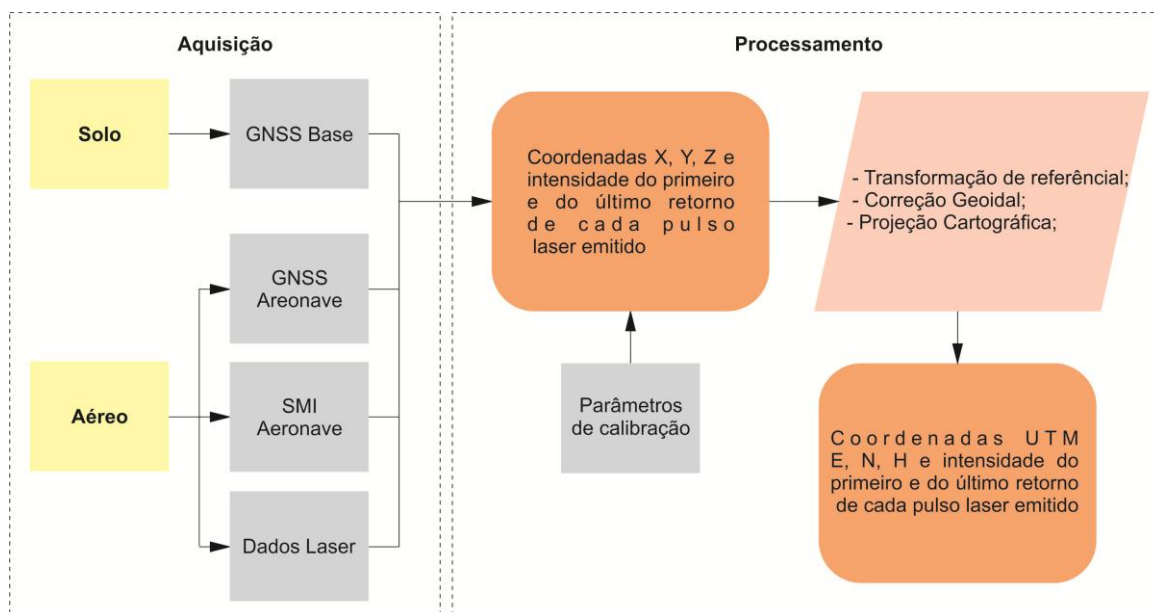 Aquisição
Solo
GNSS Base
GNSS
Areonave
Aéreo
SMI
Aeronave
Dados Laser
Processamento
Coordenadas X, Y, Z e
intensidade do primeiro
e do último retorno
de cada pulso
laser emitido
- Transformação de referêncial;
- Correção Geoidal;
- Projeção Cartográfica;
Parâmetros
de calibração
Coordenadas UTM
E, N, H e intensidade do
primeiro e do último retorno
de cada pulso laser emitido